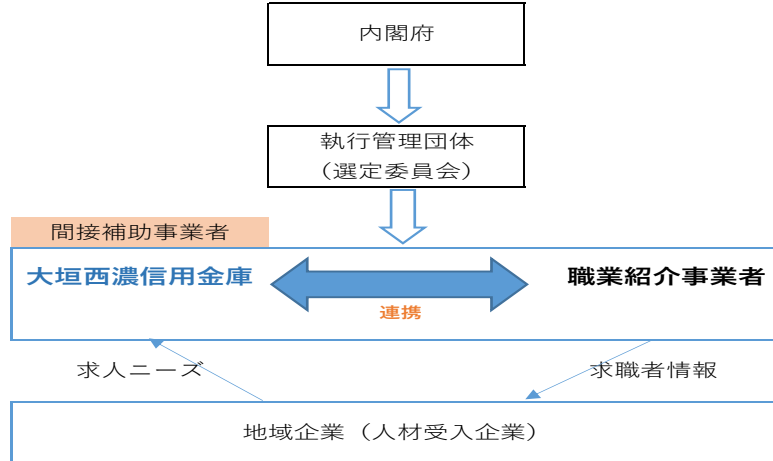 内閣府
執行管理団体
（選定委員会）
間接補助事業者
大垣西濃信用金庫
職業紹介事業者
連携
求人ニーズ
求職者情報
地域企業（人材受入企業）